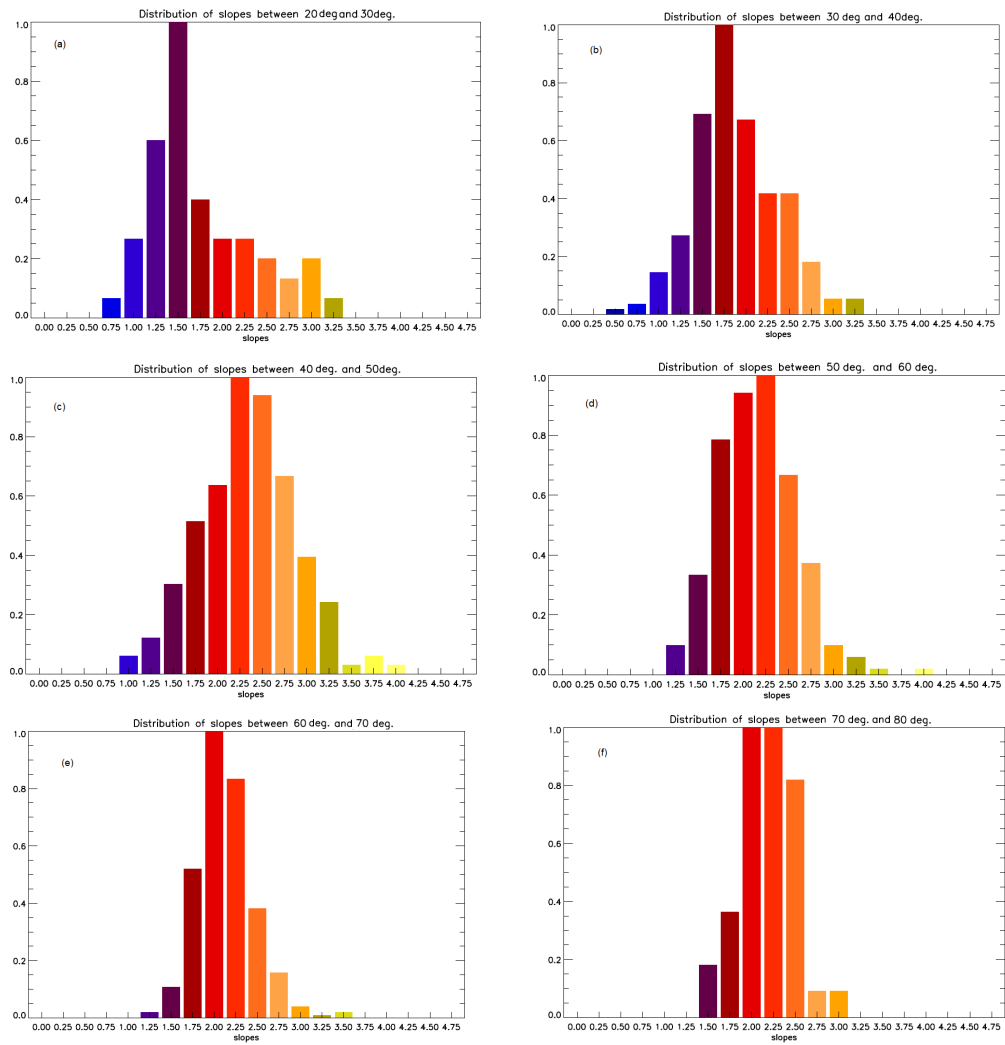 Distribution of slopes between 20 deg and 30deg.
(a)
1.0
0.8
0.6
0.4
0.2
0.0
0.00 0.25 0.50 0.75 1.00 1.25 1.50 1.75 2.00 2.25 2.50 2.75 3.00 3.25 3.50 3.75 4.00 4.25 4.50 4.75
slopes
Distribution of slopes between 30 deg and 40deg.
(b)
1.0
0.8
0.6
0.4
0.2
0.0
0.00 0.25 0.50 0.75 1.00 1.25 1.50 1.75 2.00 2.25 2.50 2.75 3.00 3.25 3.50 3.75 4.00 4.25 4.50 4.75
slopes
Distribution of slopes between 40 deg. and 50deg.
(c)
1.0
0.8
0.6
0.4
0.2
0.0
0.00 0.25 0.50 0.75 1.00 1.25 1.50 1.75 2.00 2.25 2.50 2.75 3.00 3.25 3.50 3.75 4.00 4.25 4.50 4.75
slopes
Distribution of slopes between 50 deg. and 60deg.
(d)
1.0
0.8
0.6
0.4
0.2
0.0
0.00 0.25 0.50 0.75 1.00 1.25 1.50 1.75 2.00 2.25 2.50 2.75 3.00 3.25 3.50 3.75 4.00 4.25 4.50 4.75
slopes
Distribution of slopes between 60 deg. and 70 deg.
(e)
1.0
0.8
0.6
0.4
0.2
0.0
0.00 0.25 0.50 0.75 1.00 1.25 1.50 1.75 2.00 2.25 2.50 2.75 3.00 3.25 3.50 3.75 4.00 4.25 4.50 4.75
slopes
Distribution of slopes between 70 deg. and 80 deg.
(f)
1.0
0.8
0.6
0.4
0.2
0.0
0.00 0.25 0.50 0.75 1.00 1.25 1.50 1.75 2.00 2.25 2.50 2.75 3.00 3.25 3.50 3.75 4.00 4.25 4.50 4.75
slopes